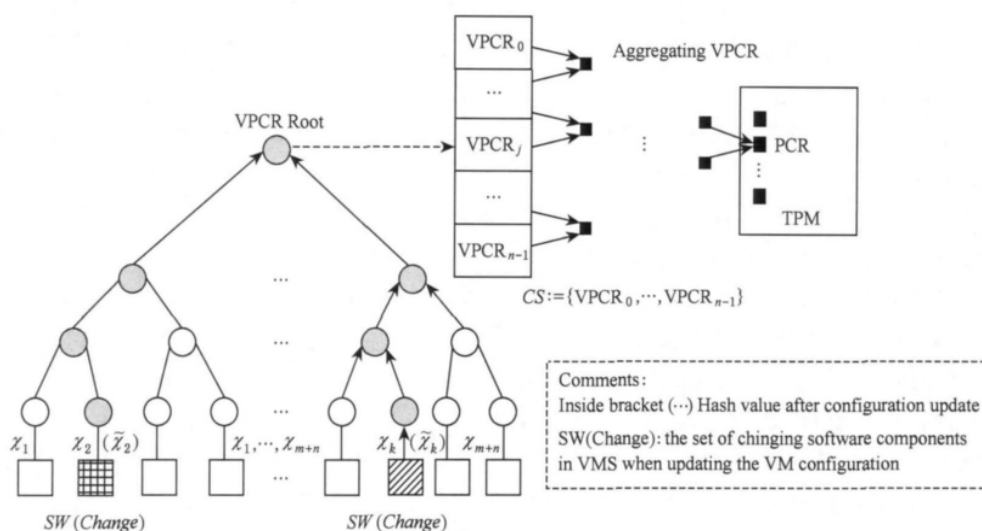 VPCR₀
Aggregating VPCR
...
VPCR Root
VPCRⱼ
...
PCR
...
...
TPM
VPCRₙ₋₁
...
CS:={VPCR₀,⋯,VPCRₙ₋₁}
...
Comments:
Inside bracket (⋯) Hash value after configuration update
SW(Change): the set of chinging software components
in VMS when updating the VM configuration
χ₁ χ₂ (χ̃₂) χ₁,⋯,χₘ₊ₙ χₖ (χ̃ₖ) χₘ₊ₙ
...
SW (Change) SW (Change)